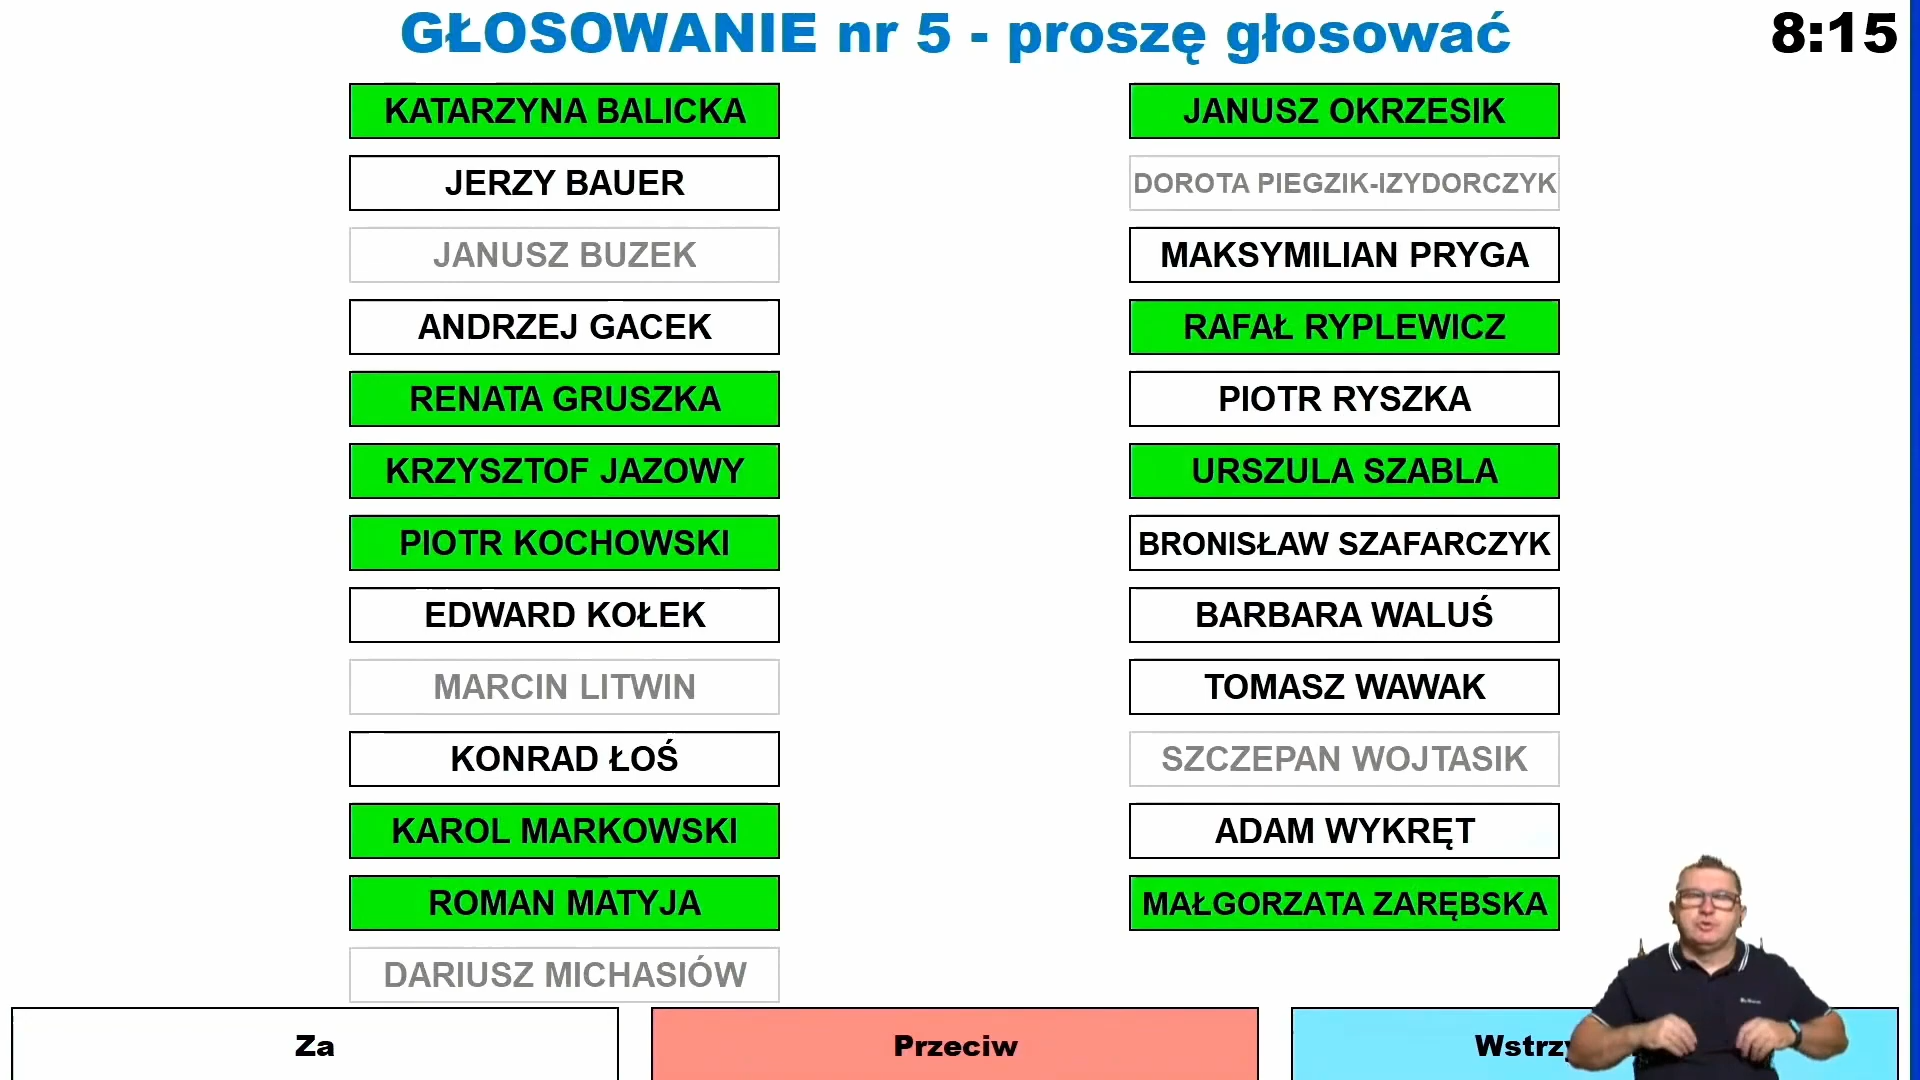 GŁOSOWANIE nr 5 - proszę głosować
8:15
KATARZYNA BALICKA
JERZY BAUER
JANUSZ BUZEK
ANDRZEJ GACEK
RENATA GRUSZKA
KRZYSZTOF JAZOWY
PIOTR KOCHOWSKI
EDWARD KOŁEK
MARCIN LITWIN
KONRAD ŁOŚ
KAROL MARKOWSKI
ROMAN MATYJA
DARIUSZ MICHASIÓW
JANUSZ OKRZESIK
DOROTA PIEGZIK-IZYDORCZYK
MAKSYMILIAN PRYGA
RAFAŁ RYPLEWICZ
PIOTR RYSZKA
URSZULA SZABLA
BRONISŁAW SZAFARCZYK
BARBARA WALUŚ
TOMASZ WAWAK
SZCZEPAN WOJTASIK
ADAM WYKRĘT
MAŁGORZATA ZARĘBSKA
Za
Przeciw